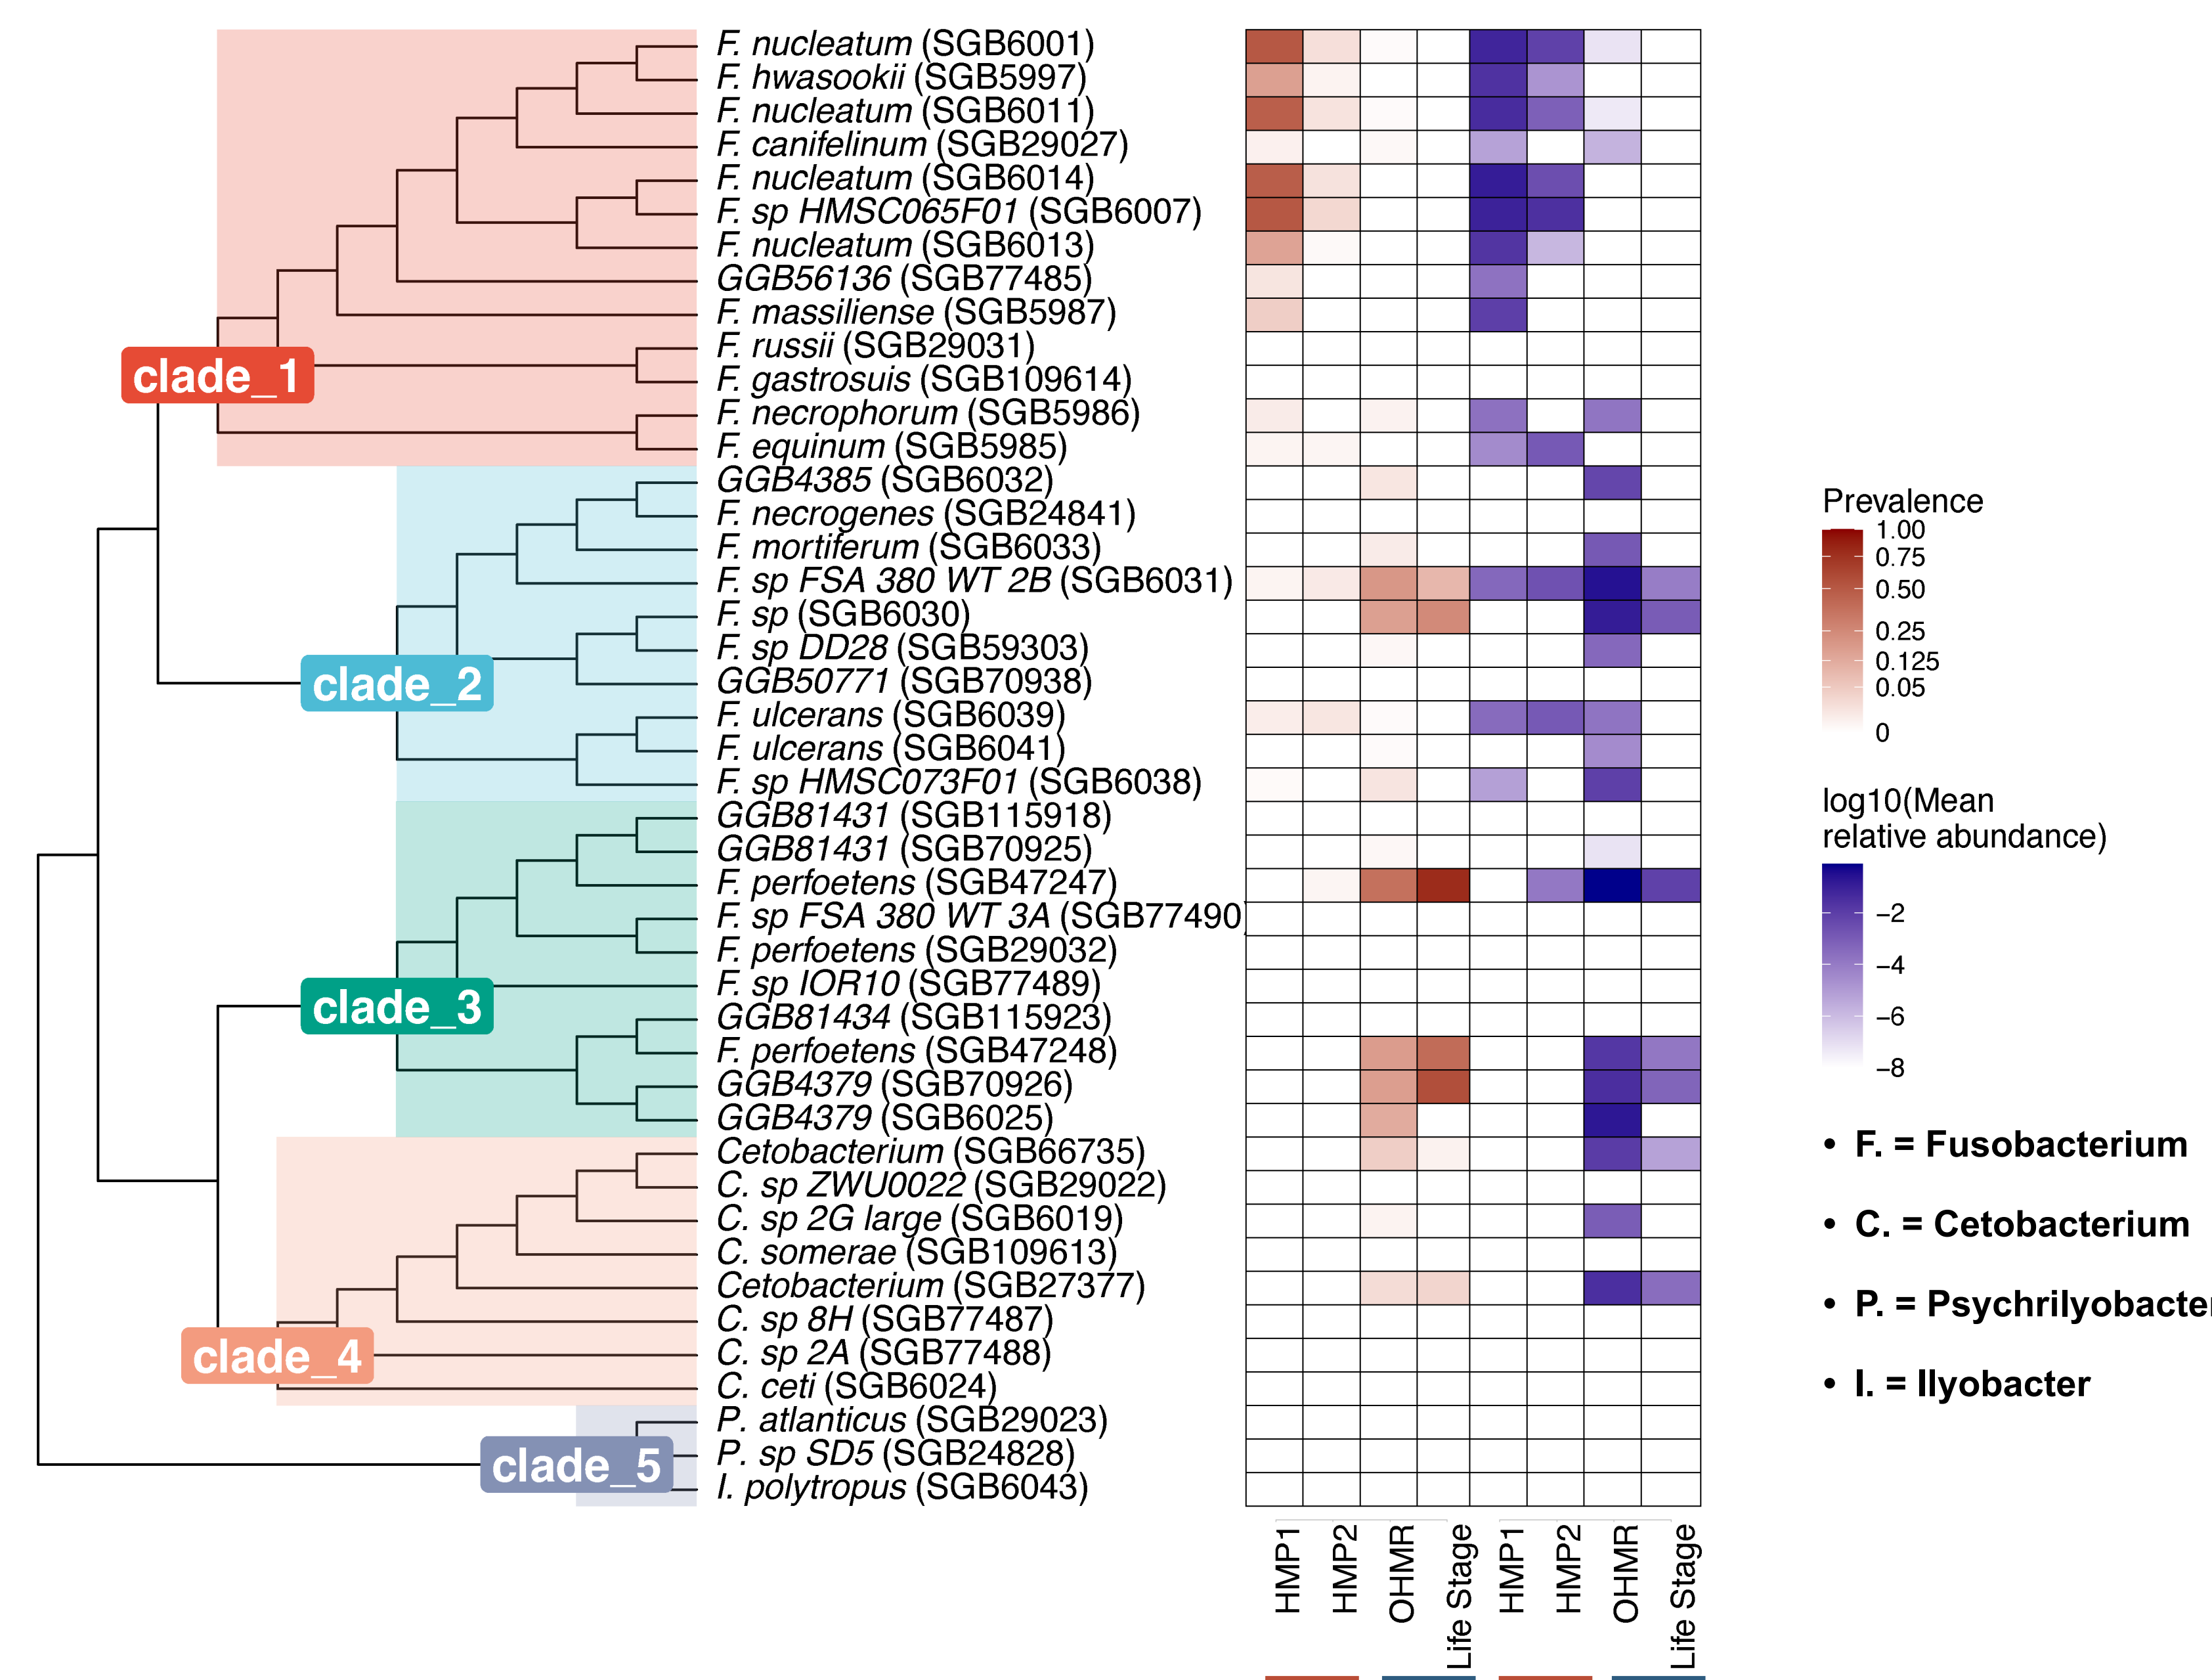 F. nucleatum (SGB6001)
F. hwasookii (SGB5997)
F. nucleatum (SGB6011)
F. canifelinum (SGB29027)
F. nucleatum (SGB6014)
F. sp HMSC065F01 (SGB6007)
F. nucleatum (SGB6013)
GGB56136 (SGB77485)
F. massiliense (SGB5987)
F. russii (SGB29031)
clade_1
F. gastrosuis (SGB109614)
F. necrophorum (SGB5986)
F. equinum (SGB5985)
GGB4385 (SGB6032)
F. necrogenes (SGB24841)
F. mortiferum (SGB6033)
F. sp FSA 380 WT 2B (SGB6031)
F. sp (SGB6030)
F. sp DD28 (SGB59303)
clade_2
GGB50771 (SGB70938)
F. ulcerans (SGB6039)
F. ulcerans (SGB6041)
F. sp HMSC073F01 (SGB6038)
GGB81431 (SGB115918)
GGB81431 (SGB70925)
F. perfoetens (SGB47247)
F. sp FSA 380 WT 3A (SGB77490)
F. perfoetens (SGB29032)
F. sp IOR10 (SGB77489)
clade_3
GGB81434 (SGB115923)
F. perfoetens (SGB47248)
GGB4379 (SGB70926)
GGB4379 (SGB6025)
Cetobacterium (SGB66735)
C. sp ZWU0022 (SGB29022)
C. sp 2G large (SGB6019)
C. somerae (SGB109613)
Cetobacterium (SGB27377)
C. sp 8H (SGB77487)
clade_4
C. sp 2A (SGB77488)
C. ceti (SGB6024)
P. atlanticus (SGB29023)
clade_5
P. sp SD5 (SGB24828)
I. polytropus (SGB6043)
HMP1
HMP2
OHMR
Life Stage
HMP1
HMP2
OHMR
Life Stage
Prevalence
1.00
0.75
0.50
0.25
0.125
0.05
0
log10(Mean
relative abundance)
−2
−4
−6
−8
• F. = Fusobacterium
• C. = Cetobacterium
• P. = Psychrilyobacte
• I. = Ilyobacter